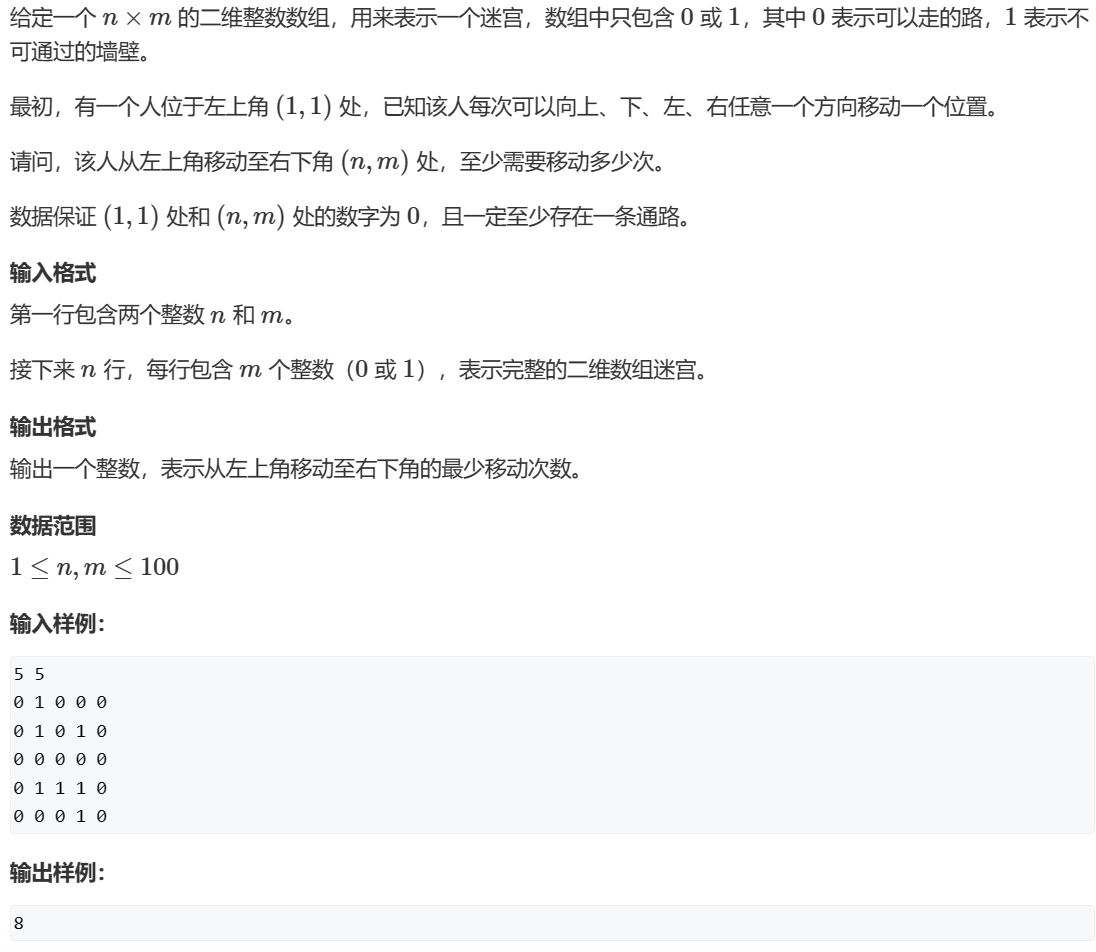 给定一个 n × m 的二维整数数组，用来表示一个迷宫，数组中只包含 0 或 1，其中 0 表示可以走的路，1 表示不
可通过的墙壁。
最初，有一个人位于左上角 (1, 1) 处，已知该人每次可以向上、下、左、右任意一个方向移动一个位置。
请问，该人从左上角移动至右下角 (n, m) 处，至少需要移动多少次。
数据保证 (1, 1) 处和 (n, m) 处的数字为 0，且一定至少存在一条通路。
输入格式
第一行包含两个整数 n 和 m。
接下来 n 行，每行包含 m 个整数（0 或 1），表示完整的二维数组迷宫。
输出格式
输出一个整数，表示从左上角移动至右下角的最少移动次数。
数据范围
1 ≤ n, m ≤ 100
输入样例：
5 5
0 1 0 0 0
0 1 0 1 0
0 0 0 0 0
0 1 1 1 0
0 0 0 1 0
输出样例：
8